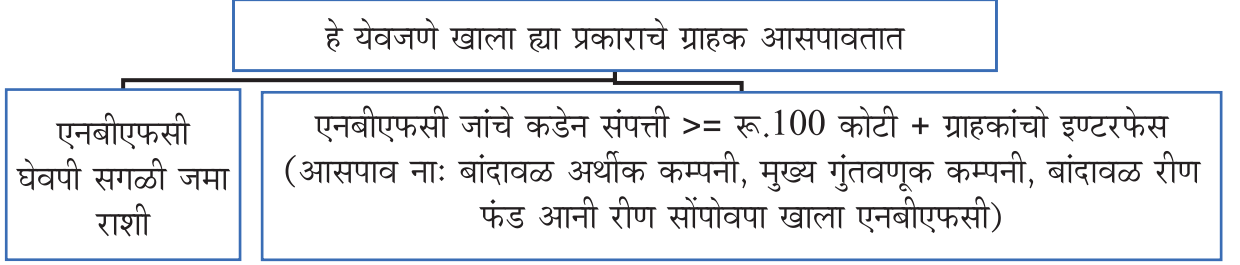 हे येवजणे खाला ह्या प्रकाराचे ग्राहक आसपावतात
एनबीएफसी
घेवपी सगळी जमा
राशी
एनबीएफसी जांचे कडेन संपत्ती >= रू.100 कोटी + ग्राहकांचो इण्टरफेस
(आसपाव नाः बांदावळ अर्थीक कम्पनी, मुख्य गुंतवणूक कम्पनी, बांदावळ रीण
फंड आनी रीण सोंपोवपा खाला एनबीएफसी)